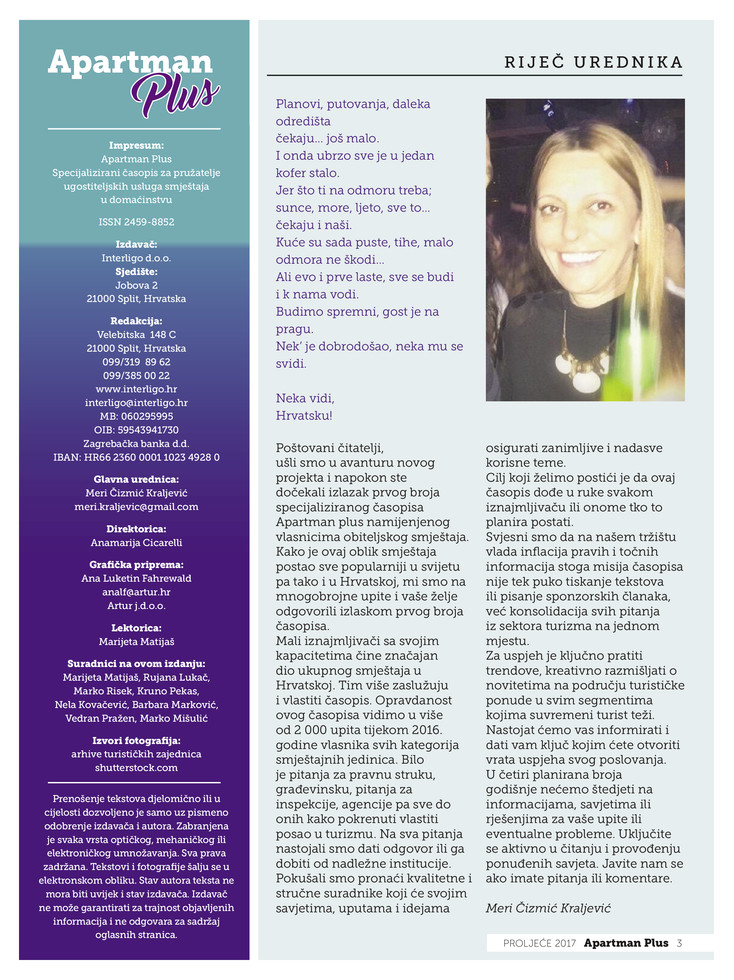 Apartman
Plus
Impresum:
Apartman Plus
Specijalizirani časopis za pružatelje
ugostiteljskih usluga smještaja
u domaćinstvu
ISSN 2459-8852
Izdavač:
Interligo d.o.o.
Sjedište:
Jobova 2
21000 Split, Hrvatska
Redakcija:
Velebitska 148 C
21000 Split, Hrvatska
099/319 89 62
099/385 00 22
www.interligo.hr
interligo@interligo.hr
MB: 060295995
OIB: 59543941730
Zagrebačka banka d.d.
IBAN: HR66 2360 0001 1023 4928 0
Glavna urednica:
Meri Čizmić Kraljević
meri.kraljevic@gmail.com
Direktorica:
Anamarija Cicarelli
Grafička priprema:
Ana Luketin Fahrewald
analf@artur.hr
Artur j.d.o.o.
Lektorica:
Marijeta Matijaš
Suradnici na ovom izdanju:
Marijeta Matijaš, Rujana Lukač,
Marko Risek, Kruno Pekas,
Nela Kovačević, Barbara Marković,
Vedran Pražen, Marko Mišulić
Izvori fotografija:
arhive turističkih zajednica
shutterstock.com
Prenošenje tekstova djelomično ili u
cijelosti dozvoljeno je samo uz pismeno
odobrenje izdavača i autora. Zabranjena
je svaka vrsta optičkog, mehaničkog ili
elektroničkog umnožavanja. Sva prava
zadržana. Tekstovi i fotografije šalju se u
elektronskom obliku. Stav autora teksta ne
mora biti uvijek i stav izdavača. Izdavač
ne može garantirati za trajnost objavljenih
informacija i ne odgovara za sadržaj
oglasnih stranica.
RIJEČ UREDNIKA
Planovi, putovanja, daleka
odredišta
čekaju... još malo.
I onda ubrzo sve je u jedan
kofer stalo.
Jer što ti na odmoru treba;
sunce, more, ljeto, sve to...
čekaju i naši.
Kuće su sada puste, tihe, malo
odmora ne škodi...
Ali evo i prve laste, sve se budi
i k nama vodi.
Budimo spremni, gost je na
pragu.
Nek' je dobrodošao, neka mu se
svidi.
Neka vidi,
Hrvatsku!
Poštovani čitatelji,
ušli smo u avanturu novog
projekta i napokon ste
dočekali izlazak prvog broja
specijaliziranog časopisa
Apartman plus namijenjenog
vlasnicima obiteljskog smještaja.
Kako je ovaj oblik smještaja
postao sve popularniji u svijetu
pa tako i u Hrvatskoj, mi smo na
mnogobrojne upite i vaše želje
odgovorili izlaskom prvog broja
časopisa.
Mali iznajmljivači sa svojim
kapacitetima čine značajan
dio ukupnog smještaja u
Hrvatskoj. Tim više zaslužuju
i vlastiti časopis. Opravdanost
ovog časopisa vidimo u više
od 2 000 upita tijekom 2016.
godine vlasnika svih kategorija
smještajnih jedinica. Bilo
je pitanja za pravnu struku,
građevinsku, pitanja za
inspekcije, agencije pa sve do
onih kako pokrenuti vlastiti
posao u turizmu. Na sva pitanja
nastojali smo dati odgovor ili ga
dobiti od nadležne institucije.
Pokušali smo pronaći kvalitetne i
stručne suradnike koji će svojim
savjetima, uputama i idejama
osigurati zanimljive i nadasve
korisne teme.
Cilj koji želimo postići je da ovaj
časopis dođe u ruke svakom
iznajmljivaču ili onome tko to
planira postati.
Svjesni smo da na našem tržištu
vlada inflacija pravih i točnih
informacija stoga misija časopisa
nije tek puko tiskanje tekstova
ili pisanje sponzorskih članaka,
već konsolidacija svih pitanja
iz sektora turizma na jednom
mjestu.
Za uspjeh je ključno pratiti
trendove, kreativno razmišljati o
novitetima na području turističke
ponude u svim segmentima
kojima suvremeni turist teži.
Nastojat ćemo vas informirati i
dati vam ključ kojim ćete otvoriti
vrata uspjeha svog poslovanja.
U četiri planirana broja
godišnje nećemo štedjeti na
informacijama, savjetima ili
rješenjima za vaše upite ili
eventualne probleme. Uključite
se aktivno u čitanju i provođenju
ponuđenih savjeta. Javite nam se
ako imate pitanja ili komentare.
Meri Čizmić Kraljević
PROLJEĆE 2017 Apartman Plus 3